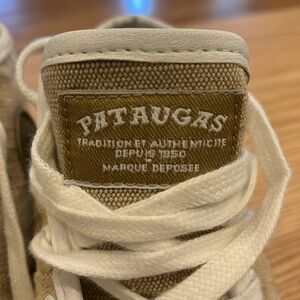 PATAUGAS
TRADITION ET AUTHENTICITE
DEPUIS 1950
MARQUE DEPOSEE